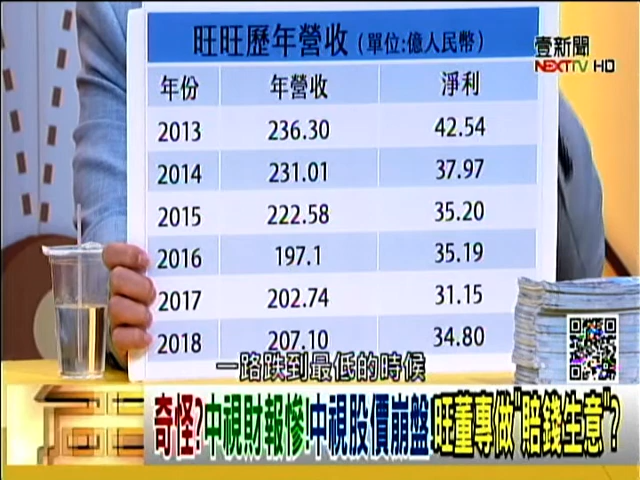 旺旺歷年營收 (單位:億人民幣)
壹新聞
NEXTTV HD
年份 年營收 淨利
2013 236.30 42.54
2014 231.01 37.97
2015 222.58 35.20
2016 197.1 35.19
2017 202.74 31.15
2018 207.10 34.80
一路跌到最低的時候
奇怪?中視財報慘!中視股價崩盤!旺董專做"賠錢生意"?